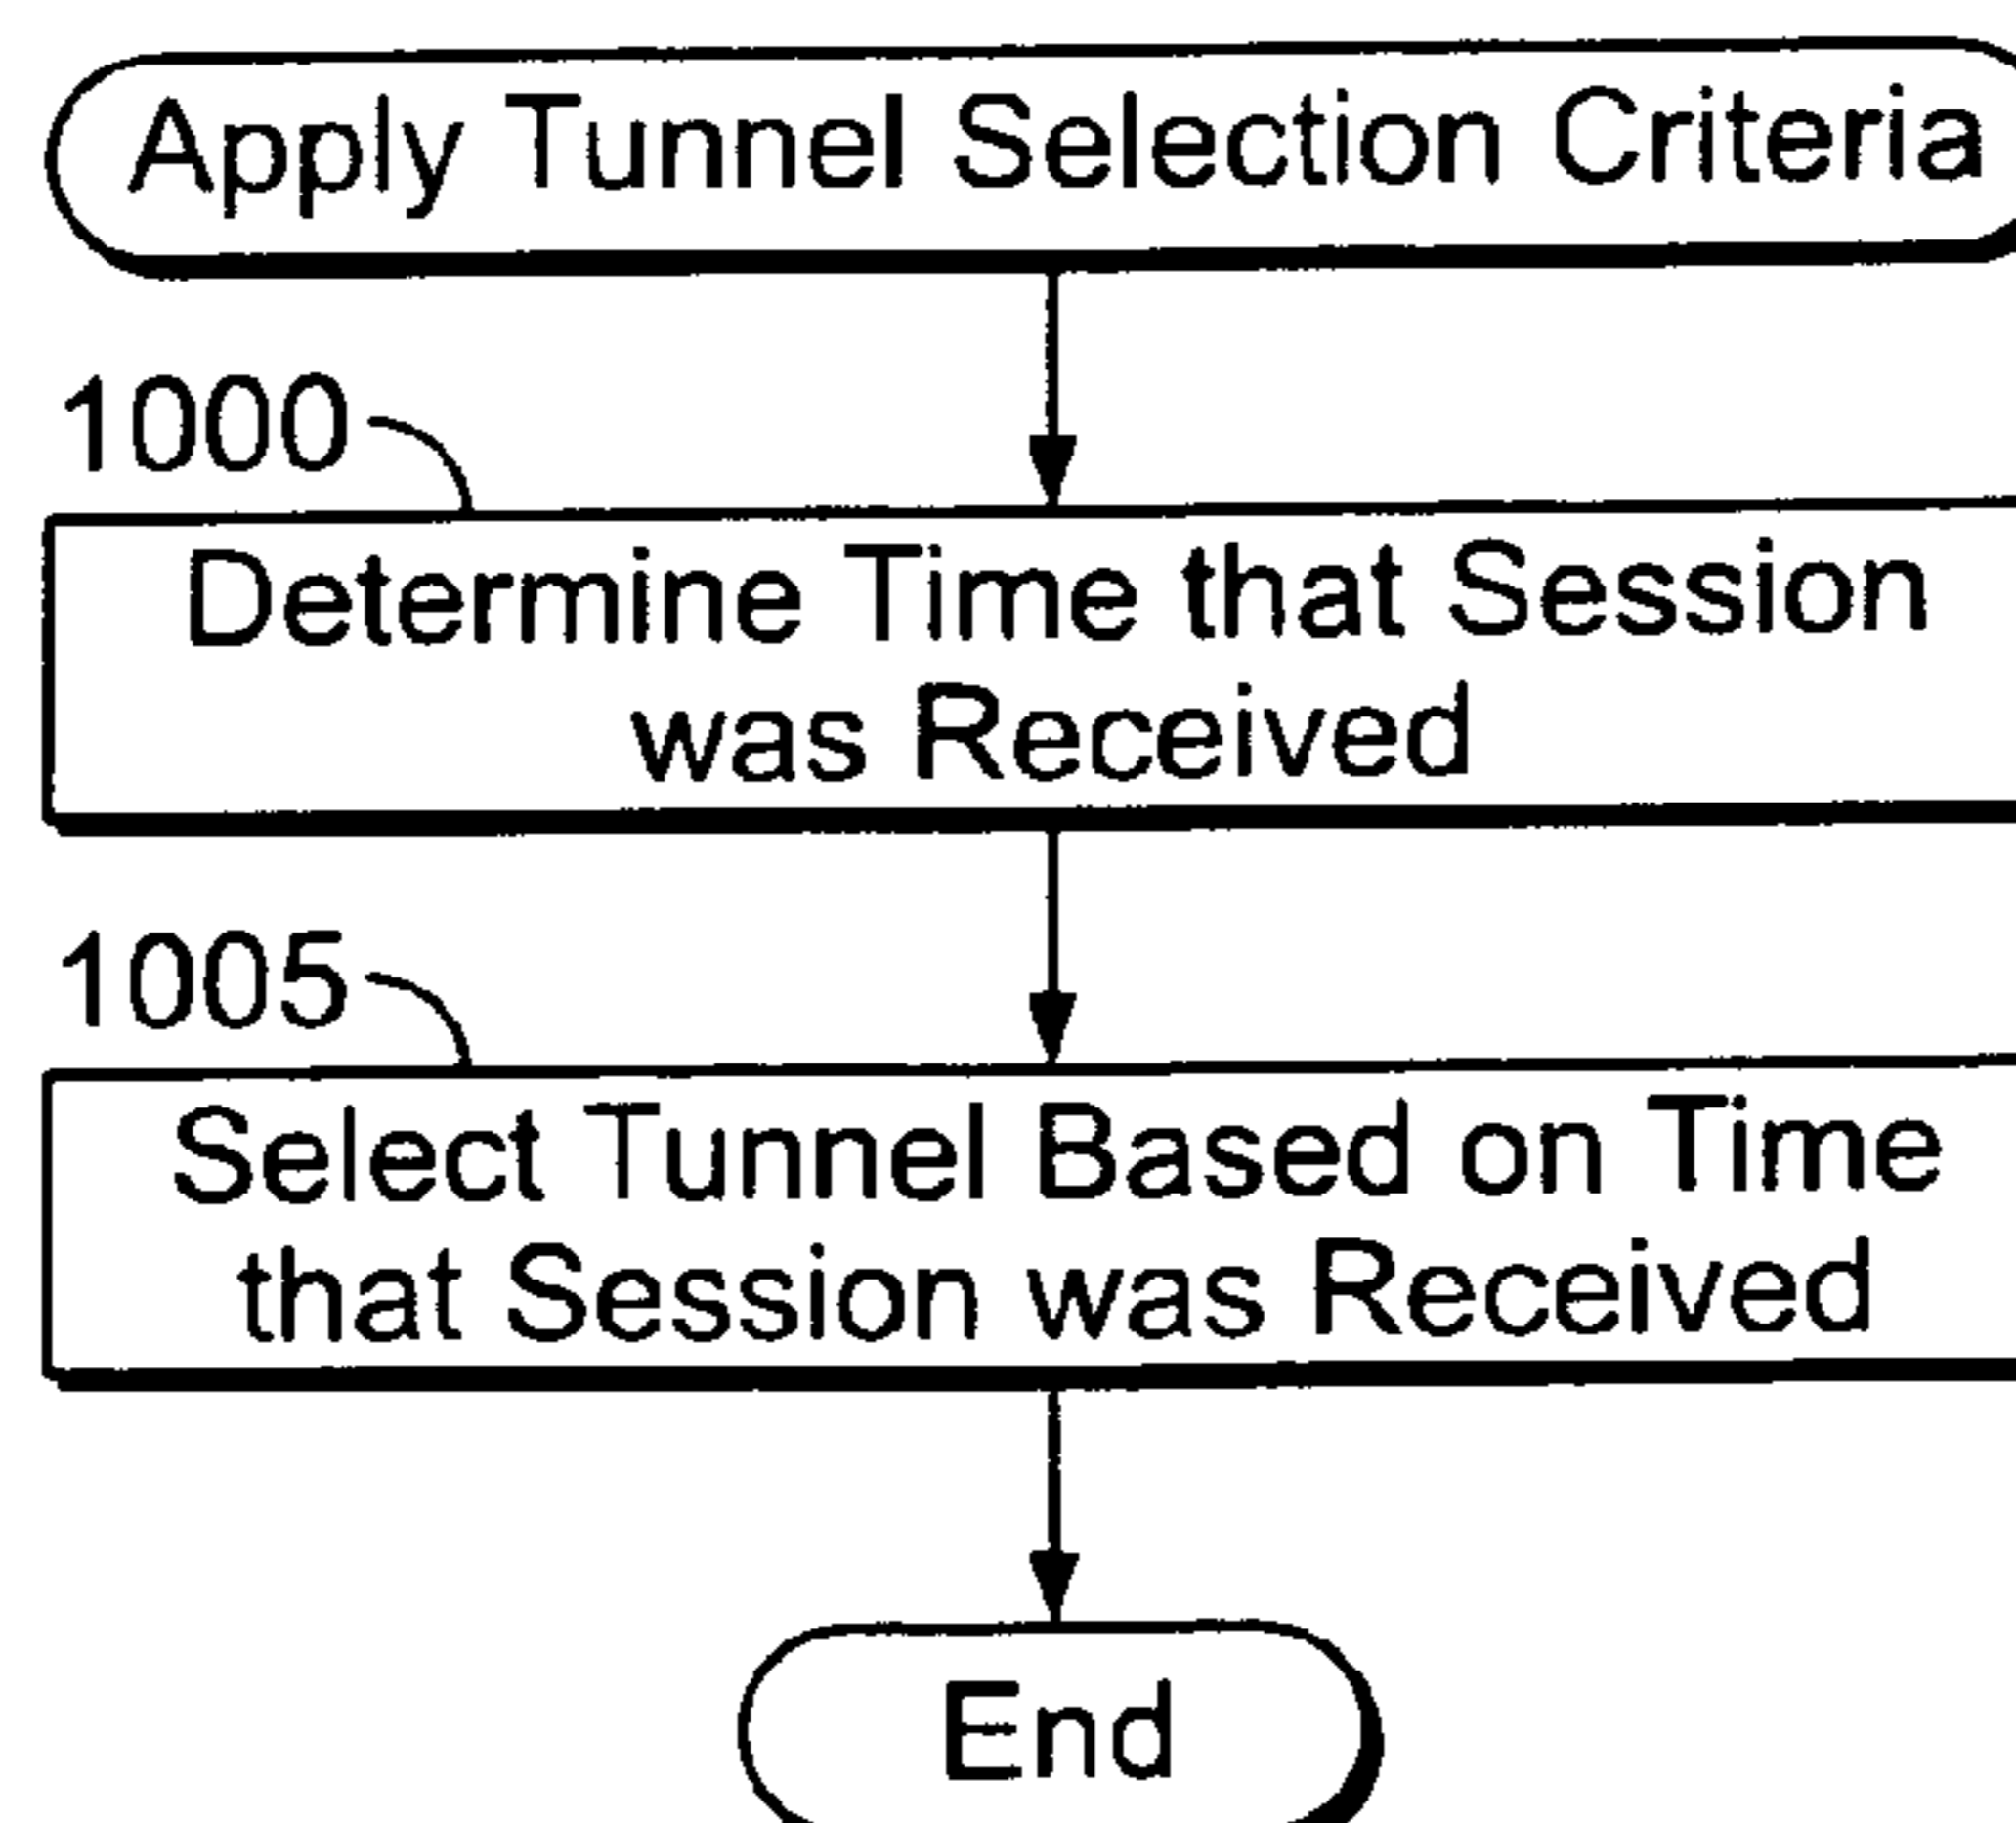 Apply Tunnel Selection Criteria
1000
Determine Time that Session
was Received
1005
Select Tunnel Based on Time
that Session was Received
End